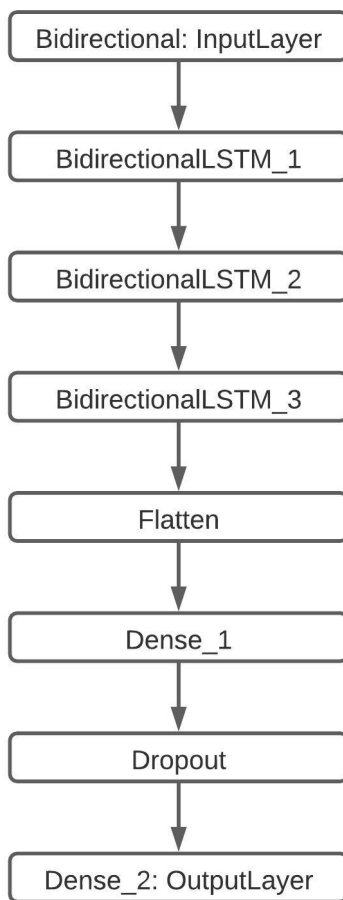 Bidirectional: InputLayer
BidirectionalLSTM_1
BidirectionalLSTM_2
BidirectionalLSTM_3
Flatten
Dense_1
Dropout
Dense_2: OutputLayer